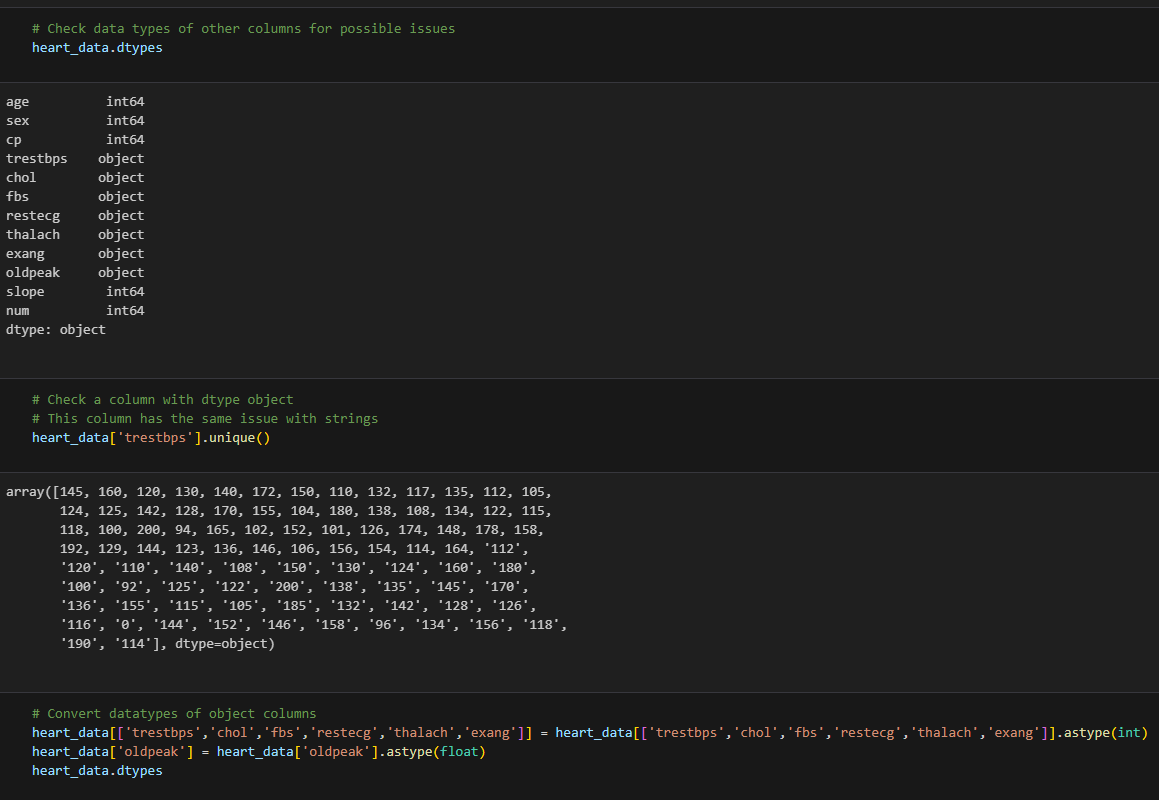 # Check data types of other columns for possible issues
heart_data.dtypes
age int64
sex int64
cp int64
trestbps object
chol object
fbs object
restecg object
thalach object
exang object
oldpeak object
slope int64
num int64
dtype: object
# Check a column with dtype object
# This column has the same issue with strings
heart_data['trestbps'].unique()
array([145, 160, 120, 130, 140, 172, 150, 110, 132, 117, 135, 112, 105,
124, 125, 142, 128, 170, 155, 104, 180, 138, 108, 134, 122, 115,
118, 100, 200, 94, 165, 102, 152, 101, 126, 174, 148, 178, 158,
192, 129, 144, 123, 136, 146, 106, 156, 154, 114, 164, '112',
'120', '110', '140', '108', '150', '130', '124', '160', '180',
'100', '92', '125', '122', '200', '138', '135', '145', '170',
'136', '155', '115', '105', '185', '132', '142', '128', '126',
'116', '0', '144', '152', '146', '158', '96', '134', '156', '118',
'190', '114'], dtype=object)
# Convert datatypes of object columns
heart_data[['trestbps','chol','fbs','restecg','thalach','exang']] = heart_data[['trestbps','chol','fbs','restecg','thalach','exang']].astype(int)
heart_data['oldpeak'] = heart_data['oldpeak'].astype(float)
heart_data.dtypes